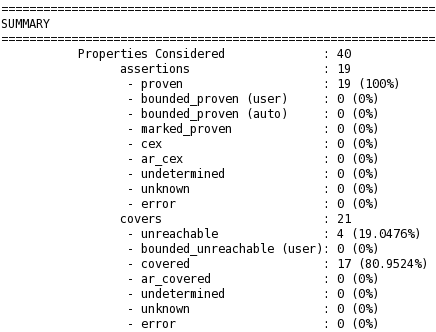 ==============================================================
SUMMARY
==============================================================
           Properties Considered              : 40
                 assertions                   : 19
                  - proven                    : 19 (100%)
                  - bounded_proven (user)     : 0 (0%)
                  - bounded_proven (auto)     : 0 (0%)
                  - marked_proven             : 0 (0%)
                  - cex                       : 0 (0%)
                  - ar_cex                    : 0 (0%)
                  - undetermined              : 0 (0%)
                  - unknown                   : 0 (0%)
                  - error                     : 0 (0%)
                 covers                       : 21
                  - unreachable               : 4 (19.0476%)
                  - bounded_unreachable (user): 0 (0%)
                  - covered                   : 17 (80.9524%)
                  - ar_covered                : 0 (0%)
                  - undetermined              : 0 (0%)
                  - unknown                   : 0 (0%)
                  - error                     : 0 (0%)